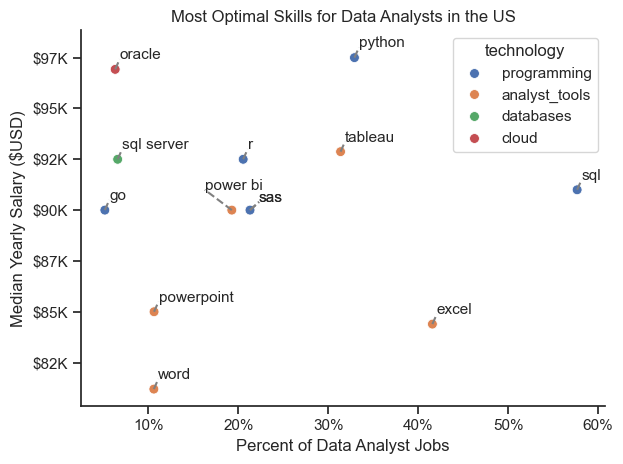 Most Optimal Skills for Data Analysts in the US
python
oracle
technology
programming
analyst_tools
databases
cloud
sql server
r
tableau
sql
go
power bi
sas
sas
powerpoint
excel
word
$97K
$95K
$92K
$90K
$87K
$85K
$82K
Median Yearly Salary ($USD)
10%
20%
30%
40%
50%
60%
Percent of Data Analyst Jobs